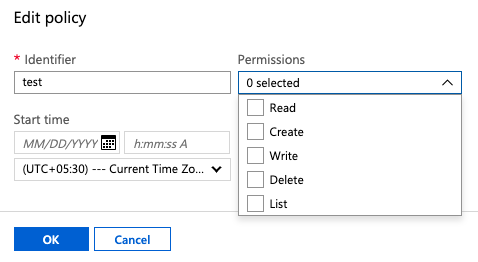 Edit policy
* Identifier
Permissions
test
0 selected
Read
Create
Write
Delete
List
Start time
MM/DD/YYYY
h:mm:ss A
(UTC+05:30) --- Current Time Zo...
OK
Cancel